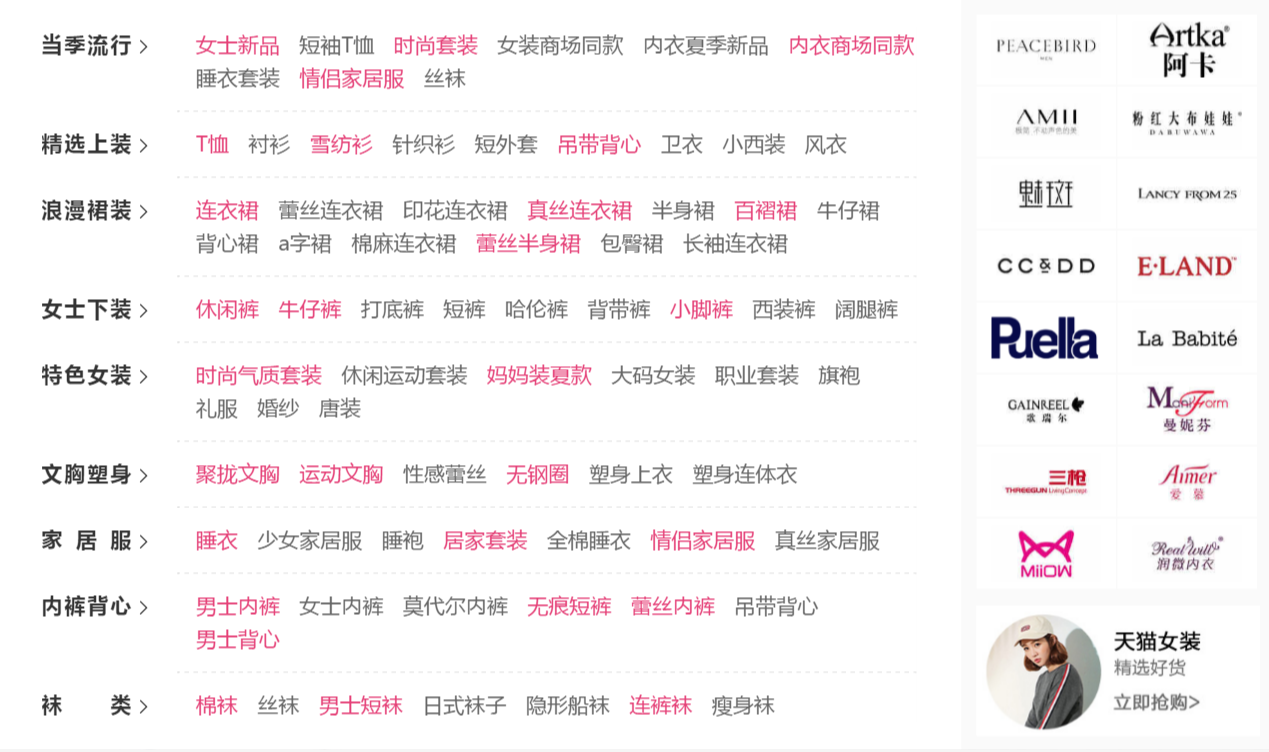 当季流行 > 女士新品 短袖T恤 时尚套装 女装商场同款 内衣夏季新品 内衣商场同款
睡衣套装 情侣家居服 丝袜
精选上装 > T恤 衬衫 雪纺衫 针织衫 短外套 吊带背心 卫衣 小西装 风衣
浪漫裙装 > 连衣裙 蕾丝连衣裙 印花连衣裙 真丝连衣裙 半身裙 百褶裙 牛仔裙
背心裙 a字裙 棉麻连衣裙 蕾丝半身裙 包臀裙 长袖连衣裙
女士下装 > 休闲裤 牛仔裤 打底裤 短裤 哈伦裤 背带裤 小脚裤 西装裤 阔腿裤
特色女装 > 时尚气质套装 休闲运动套装 妈妈装夏款 大码女装 职业套装 旗袍
礼服 婚纱 唐装
文胸塑身 > 聚拢文胸 运动文胸 性感蕾丝 无钢圈 塑身上衣 塑身连体衣
家居服 > 睡衣 少女家居服 睡袍 居家套装 全棉睡衣 情侣家居服 真丝家居服
内裤背心 > 男士内裤 女士内裤 莫代尔内裤 无痕短裤 蕾丝内裤 吊带背心
男士背心
袜类 > 棉袜 丝袜 男士短袜 日式袜子 隐形船袜 连裤袜 瘦身袜
PEACEBIRD
Artka®
阿卡
AMII
极简 不动声色的美
粉红大布娃娃®
DABUWAWA
魅斑
LANCY FROM 25
CC&DD
E·LAND™
Puella
La Babité
GAINREEL
歌瑞尔
ManiForm
曼妮芬
三枪
THREEGUN LivingConcept
Aimer
爱慕
MiiOW
Realwill®
润微内衣
天猫女装
精选好货
立即抢购>